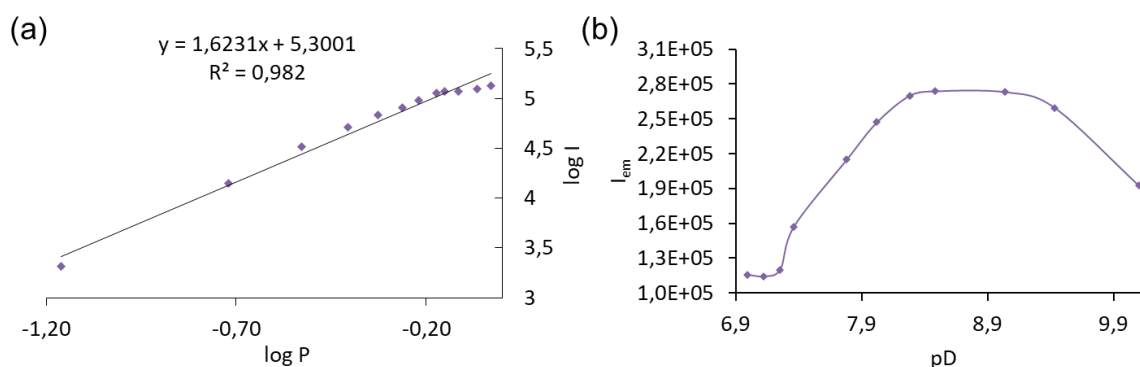 (a)
y = 1,6231x + 5,3001
R² = 0,982
5,5
5
4,5
4
3,5
3
log I
-1,20
-0,70
-0,20
log P
(b)
3,1E+05
2,8E+05
2,5E+05
2,2E+05
1,9E+05
1,6E+05
1,3E+05
1,0E+05
Iem
6,9
7,9
8,9
9,9
pD